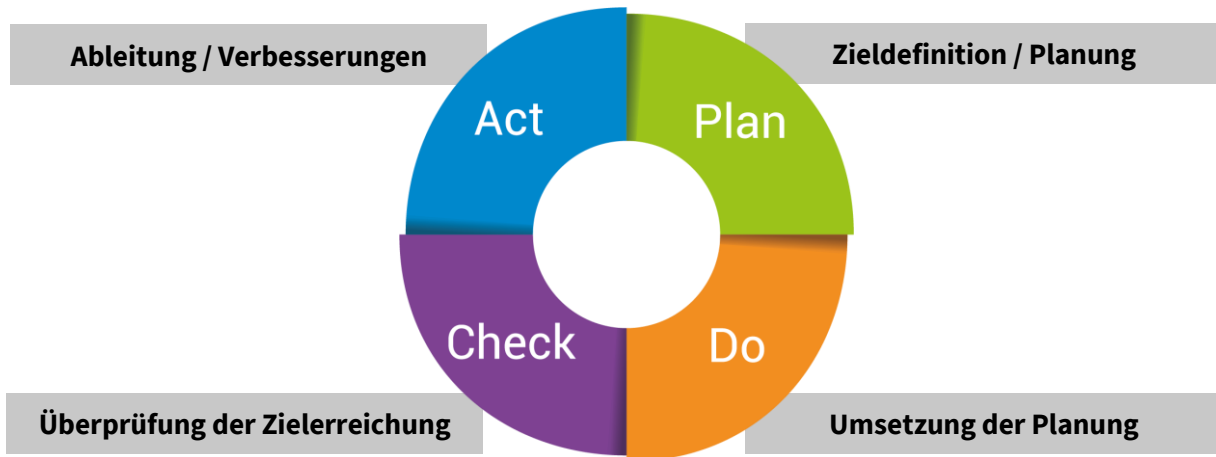 Ableitung / Verbesserungen
Zieldefinition / Planung
Act
Plan
Check
Do
Überprüfung der Zielerreichung
Umsetzung der Planung